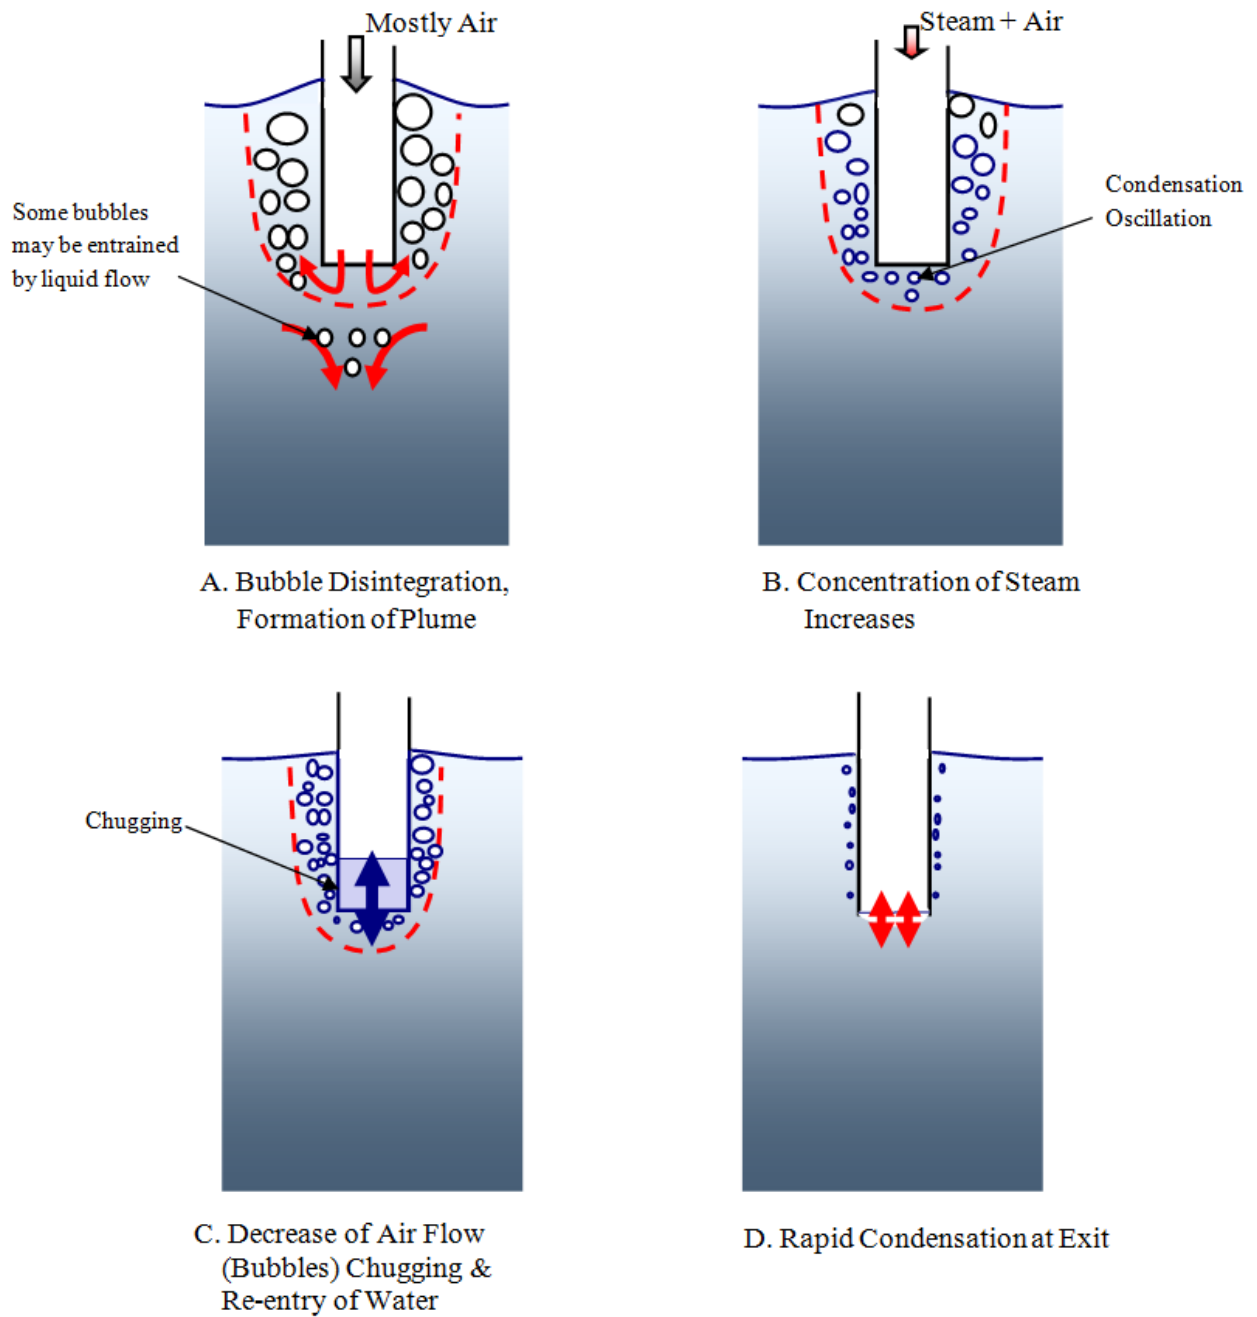 Mostly Air
Steam + Air
Some bubbles
may be entrained
by liquid flow
Condensation
Oscillation
A. Bubble Disintegration,
Formation of Plume
B. Concentration of Steam
Increases
Chugging
C. Decrease of Air Flow
(Bubbles) Chugging &
Re-entry of Water
D. Rapid Condensation at Exit